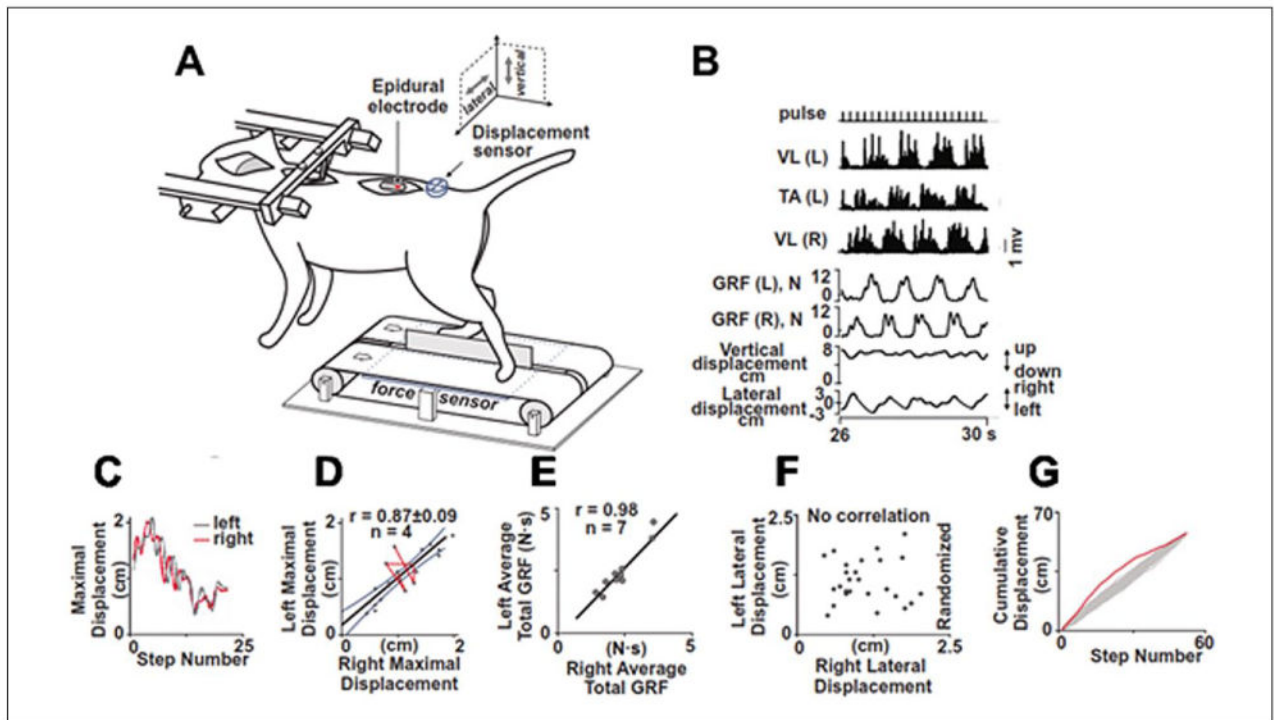 A
Epidural
electrode
lateral
vertical
Displacement
sensor
force sensor
B
pulse
VL (L)
TA (L)
VL (R)
1 mv
GRF (L), N
12
0
GRF (R), N
12
0
Vertical
displacement
cm
8
0
up
down
Lateral
displacement
cm
3
0
-3
right
left
26
30 s
C
Maximal
Displacement
(cm)
2
0
left
right
0
25
Step Number
D
r = 0.87±0.09
n = 4
Left Maximal
Displacement
(cm)
2
0
0
(cm)
2
Right Maximal
Displacement
E
r = 0.98
n = 7
Left Average
Total GRF (N·s)
5
0
0
(N·s)
5
Right Average
Total GRF
F
No correlation
Left Lateral
Displacement
(cm)
2.5
0
Randomized
0
(cm)
2.5
Right Lateral
Displacement
G
Cumulative
Displacement
(cm)
70
0
0
60
Step Number